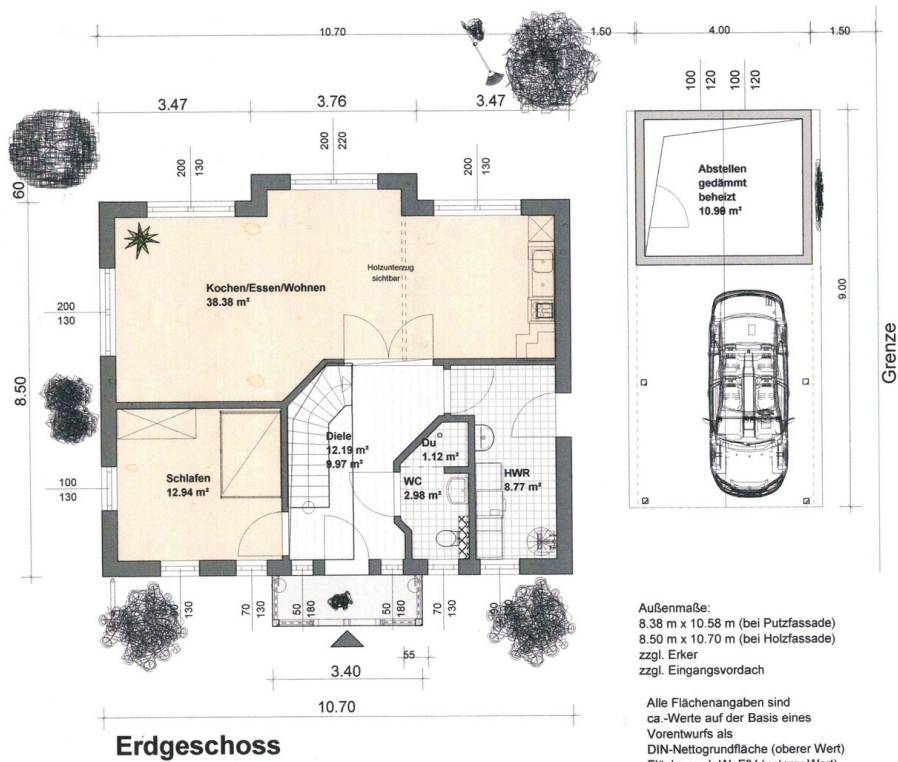 10.70
1.50
4.00
1.50
3.47
3.76
3.47
100
120
100
120
200
130
200
220
200
130
60
Abstellen
gedämmt
beheizt
10.90 m²
Holzunterzug
sichtbar
Kochen/Essen/Wohnen
38.38 m²
200
130
9.00
Grenze
8.50
Diele
12.19 m²
9.97 m²
Du
1.12 m²
Schlafen
12.94 m²
WC
2.98 m²
HWR
8.77 m²
100
130
130
70
130
50
180
50
180
70
130
55
3.40
10.70
Außenmaße:
8.38 m x 10.58 m (bei Putzfassade)
8.50 m x 10.70 m (bei Holzfassade)
zzgl. Erker
zzgl. Eingangsvordach
Alle Flächenangaben sind
ca.-Werte auf der Basis eines
Vorentwurfs als
DIN-Nettogrundfläche (oberer Wert)
Erdgeschoss